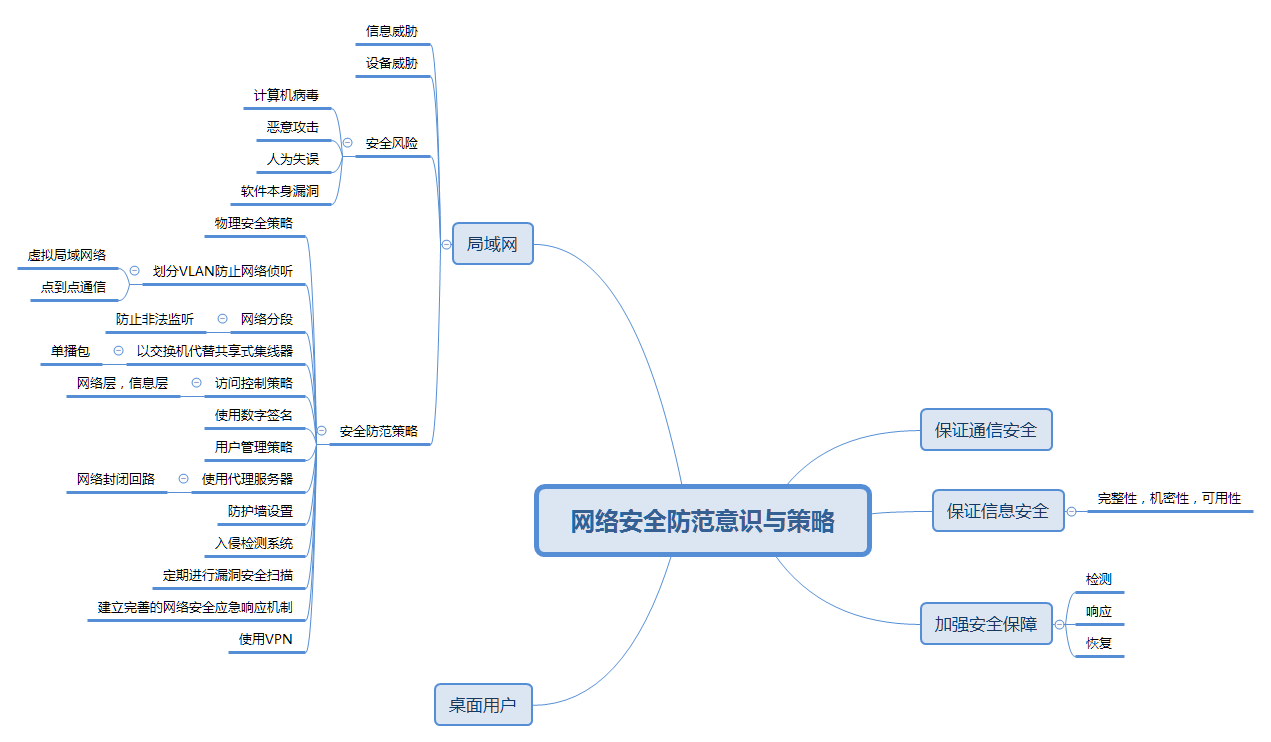 网络安全防范意识与策略
保证通信安全
保证信息安全
完整性，机密性，可用性
加强安全保障
检测
响应
恢复
局域网
信息威胁
设备威胁
安全风险
计算机病毒
恶意攻击
人为失误
软件本身漏洞
安全防范策略
物理安全策略
划分VLAN防止网络侦听
虚拟局域网络
点到点通信
网络分段
防止非法监听
以交换机代替共享式集线器
单播包
访问控制策略
网络层，信息层
使用数字签名
用户管理策略
使用代理服务器
网络封闭回路
防护墙设置
入侵检测系统
定期进行漏洞安全扫描
建立完善的网络安全应急响应机制
使用VPN
桌面用户